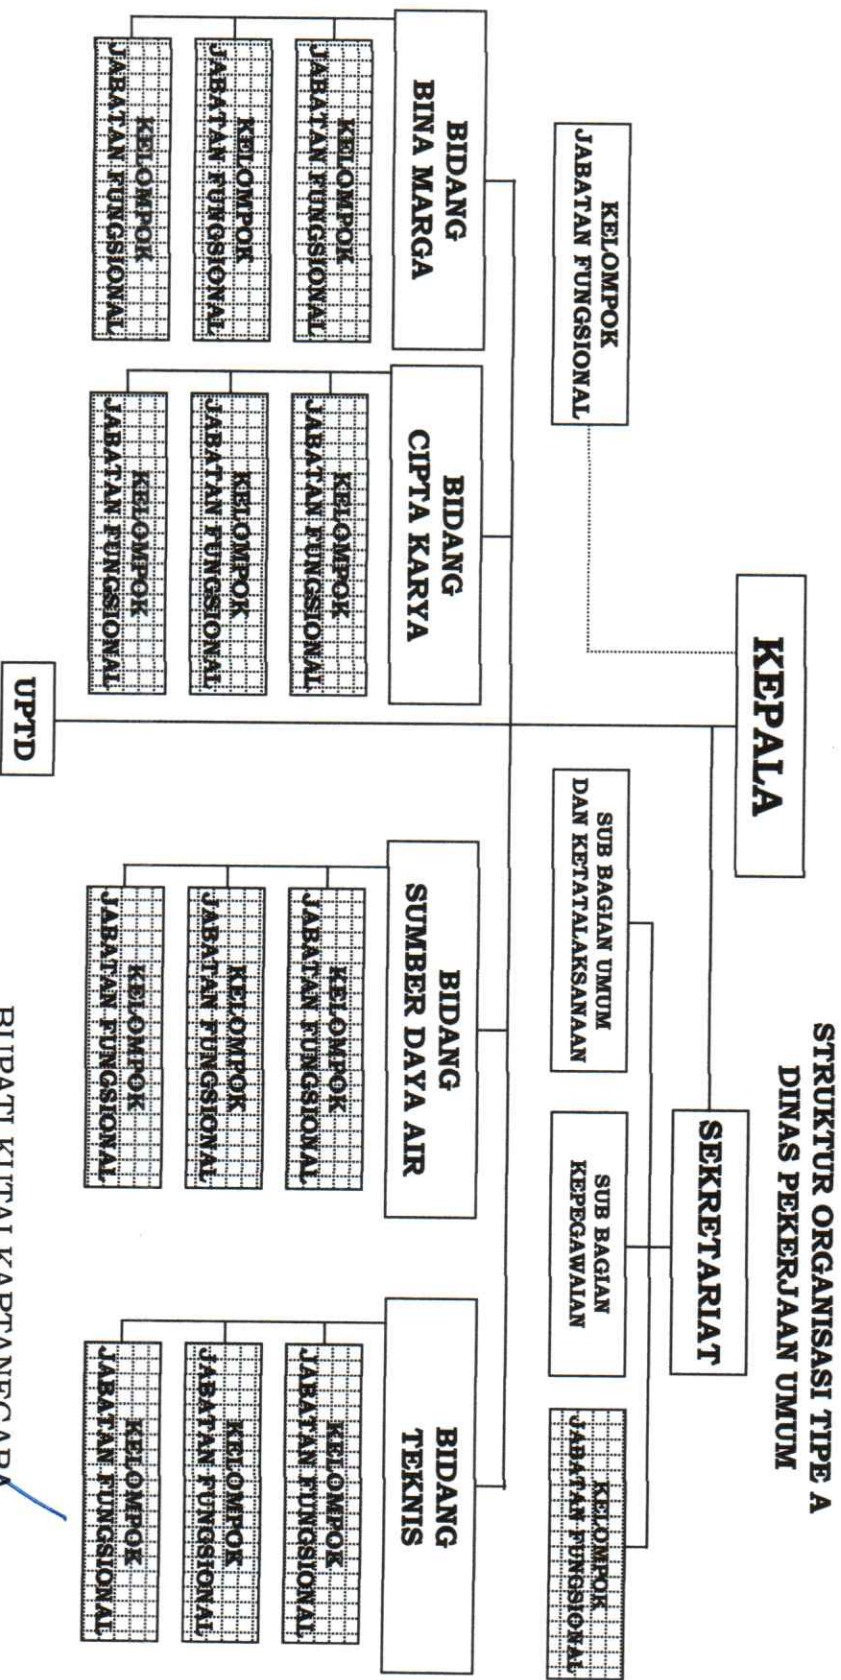 STRUKTUR ORGANISASI TIPE A
DINAS PEKERJAAN UMUM
KEPALA
SEKRETARIAT
KELOMPOK
JABATAN FUNGSIONAL
SUB BAGIAN UMUM
DAN KETATALAKSANAAN
SUB BAGIAN
KEPEGAWAIAN
KELOMPOK
JABATAN FUNGSIONAL
BIDANG
BINA MARGA
BIDANG
CIPTA KARYA
BIDANG
SUMBER DAYA AIR
BIDANG
TEKNIS
KELOMPOK
JABATAN FUNGSIONAL
KELOMPOK
JABATAN FUNGSIONAL
KELOMPOK
JABATAN FUNGSIONAL
KELOMPOK
JABATAN FUNGSIONAL
KELOMPOK
JABATAN FUNGSIONAL
KELOMPOK
JABATAN FUNGSIONAL
KELOMPOK
JABATAN FUNGSIONAL
KELOMPOK
JABATAN FUNGSIONAL
KELOMPOK
JABATAN FUNGSIONAL
KELOMPOK
JABATAN FUNGSIONAL
KELOMPOK
JABATAN FUNGSIONAL
KELOMPOK
JABATAN FUNGSIONAL
UPTD
BUPATI KUTAI KARTANEGARA